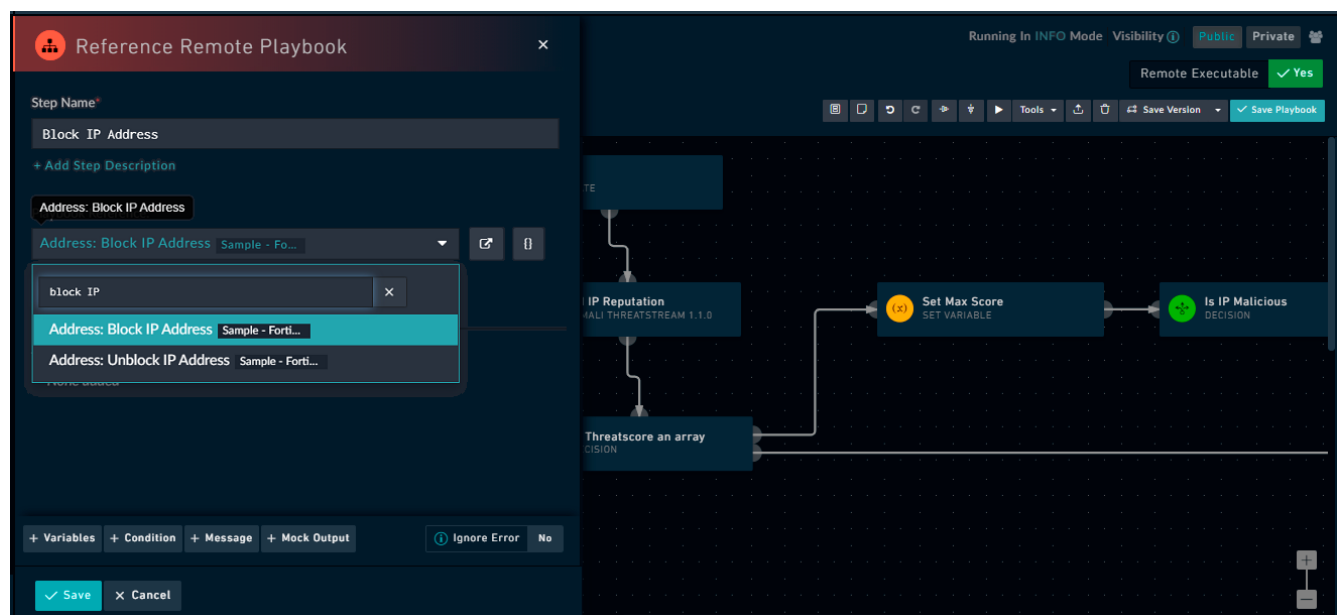 Reference Remote Playbook
×
Running In INFO Mode Visibility Public Private
Remote Executable Yes
Step Name*
Tools Save Version Save Playbook
Block IP Address
+ Add Step Description
Address: Block IP Address
Address: Block IP Address Sample - Fo...
{}
block IP
×
Address: Block IP Address Sample - Forti...
Address: Unblock IP Address Sample - Forti...
None added
IP Reputation
MALI THREATSTREAM 1.1.0
(x)
Set Max Score
SET VARIABLE
Is IP Malicious
DECISION
Threatscore an array
CISION
+ Variables + Condition + Message + Mock Output Ignore Error No
Save × Cancel